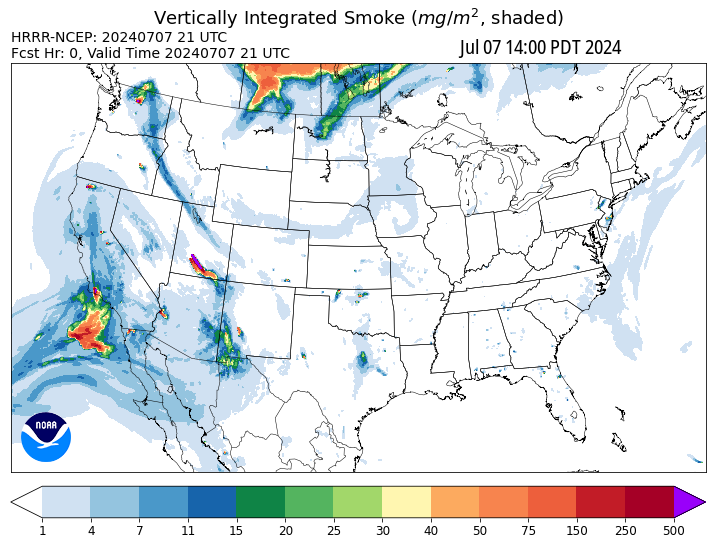 Vertically Integrated Smoke (mg/m², shaded)
HRRR-NCEP: 20240707 21 UTC
Fcst Hr: 0, Valid Time 20240707 21 UTC
Jul 07 14:00 PDT 2024
NOAA
1 4 7 11 15 20 25 30 40 50 75 150 250 500